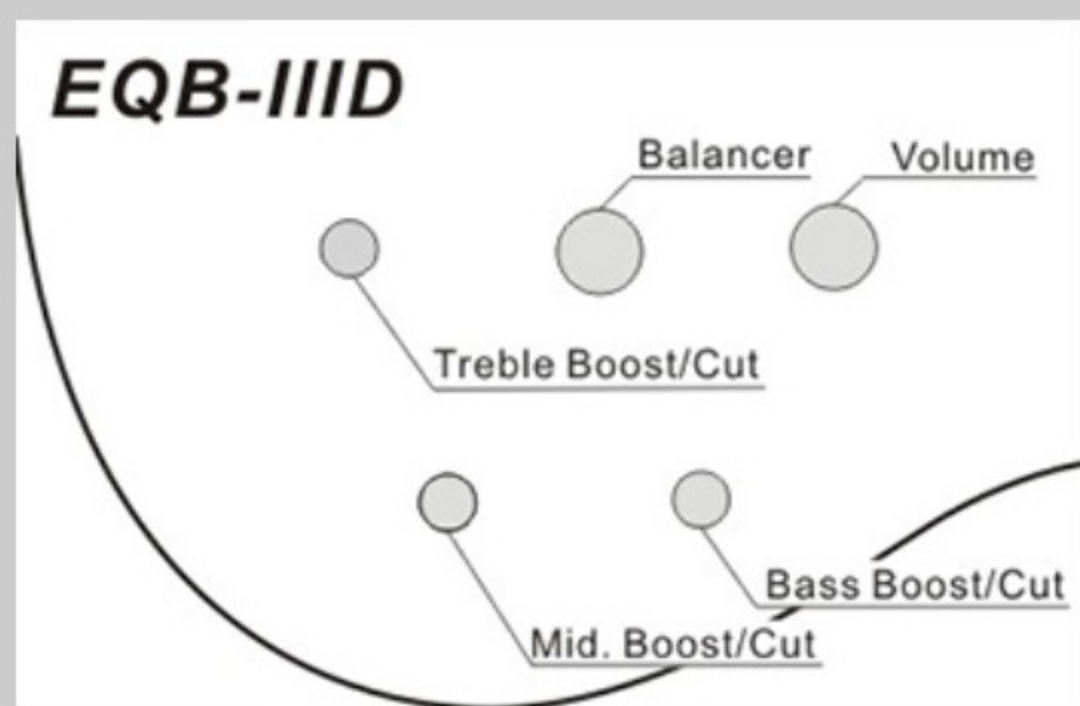 EQB-IIID
Balancer
Volume
Treble Boost/Cut
Bass Boost/Cut
Mid. Boost/Cut